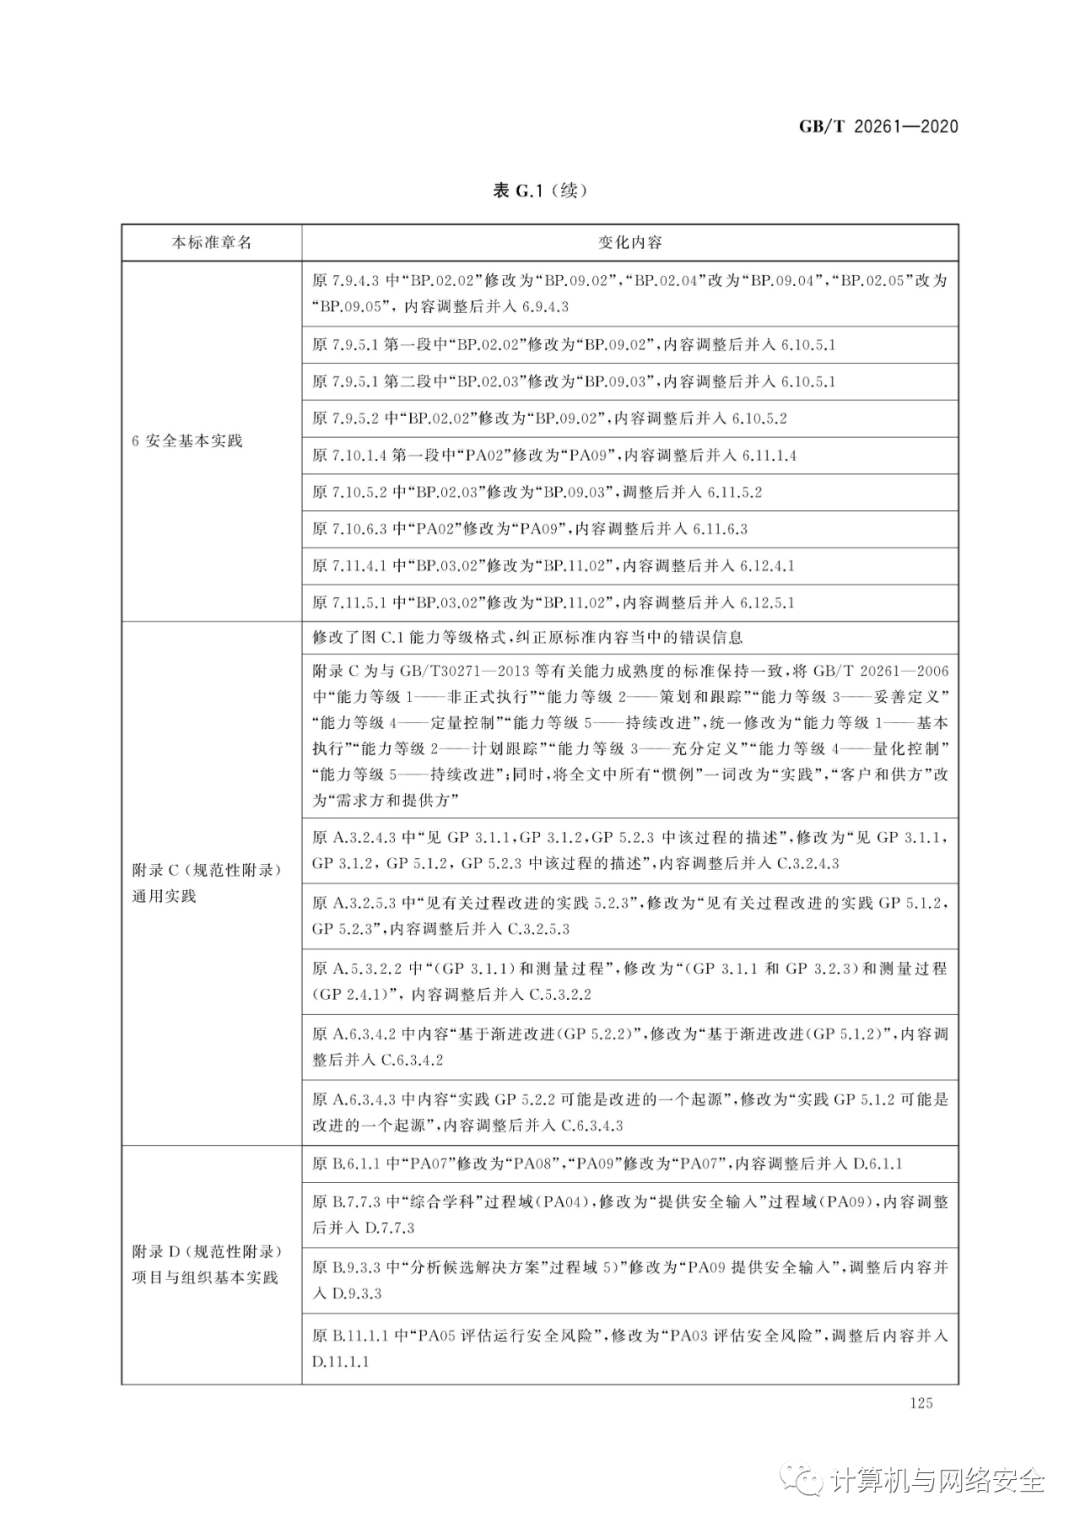 GB/T 20261—2020
表 G.1（续）
本标准章名
变化内容
6 安全基本实践
原 7.9.4.3 中“BP.02.02”修改为“BP.09.02”，“BP.02.04”改为“BP.09.04”，“BP.02.05”改为
“BP.09.05”，内容调整后并入 6.9.4.3
原 7.9.5.1 第一段中“BP.02.02”修改为“BP.09.02”，内容调整后并入 6.10.5.1
原 7.9.5.1 第二段中“BP.02.03”修改为“BP.09.03”，内容调整后并入 6.10.5.1
原 7.9.5.2 中“BP.02.02”修改为“BP.09.02”，内容调整后并入 6.10.5.2
原 7.10.1.4 第一段中“PA02”修改为“PA09”，内容调整后并入 6.11.1.4
原 7.10.5.2 中“BP.02.03”修改为“BP.09.03”，调整后并入 6.11.5.2
原 7.10.6.3 中“PA02”修改为“PA09”，内容调整后并入 6.11.6.3
原 7.11.4.1 中“BP.03.02”修改为“BP.11.02”，内容调整后并入 6.12.4.1
原 7.11.5.1 中“BP.03.02”修改为“BP.11.02”，内容调整后并入 6.12.5.1
附录 C（规范性附录）
通用实践
修改了图 C.1 能力等级格式，纠正原标准内容当中的错误信息
附录 C 为与 GB/T30271—2013 等有关能力成熟度的标准保持一致，将 GB/T 20261—2006
中“能力等级 1——非正式执行”“能力等级 2——策划和跟踪”“能力等级 3——妥善定义”
“能力等级 4——定量控制”“能力等级 5——持续改进”，统一修改为“能力等级 1——基本
执行”“能力等级 2——计划跟踪”“能力等级 3——充分定义”“能力等级 4——量化控制”
“能力等级 5——持续改进”；同时，将全文中所有“惯例”一词改为“实践”，“客户和供方”改
为“需求方和提供方”
原 A.3.2.4.3 中“见 GP 3.1.1，GP 3.1.2，GP 5.2.3 中该过程的描述”，修改为“见 GP 3.1.1，
GP 3.1.2，GP 5.1.2，GP 5.2.3 中该过程的描述”，内容调整后并入 C.3.2.4.3
原 A.3.2.5.3 中“见有关过程改进的实践 5.2.3”，修改为“见有关过程改进的实践 GP 5.1.2，
GP 5.2.3”，内容调整后并入 C.3.2.5.3
原 A.5.3.2.2 中“(GP 3.1.1)和测量过程”，修改为“(GP 3.1.1 和 GP 3.2.3)和测量过程
(GP 2.4.1)”，内容调整后并入 C.5.3.2.2
原 A.6.3.4.2 中内容“基于渐进改进(GP 5.2.2)”，修改为“基于渐进改进(GP 5.1.2)”，内容调
整后并入 C.6.3.4.2
原 A.6.3.4.3 中内容“实践 GP 5.2.2 可能是改进的一个起源”，修改为“实践 GP 5.1.2 可能是
改进的一个起源”，内容调整后并入 C.6.3.4.3
附录 D（规范性附录）
项目与组织基本实践
原 B.6.1.1 中“PA07”修改为“PA08”，“PA09”修改为“PA07”，内容调整后并入 D.6.1.1
原 B.7.7.3 中“综合学科”过程域(PA04)，修改为“提供安全输入”过程域(PA09)，内容调整
后并入 D.7.7.3
原 B.9.3.3 中“分析候选解决方案”过程域 5)”修改为“PA09 提供安全输入”，调整后内容并
入 D.9.3.3
原 B.11.1.1 中“PA05 评估运行安全风险”，修改为“PA03 评估安全风险”，调整后内容并入
D.11.1.1
125
计算机与网络安全